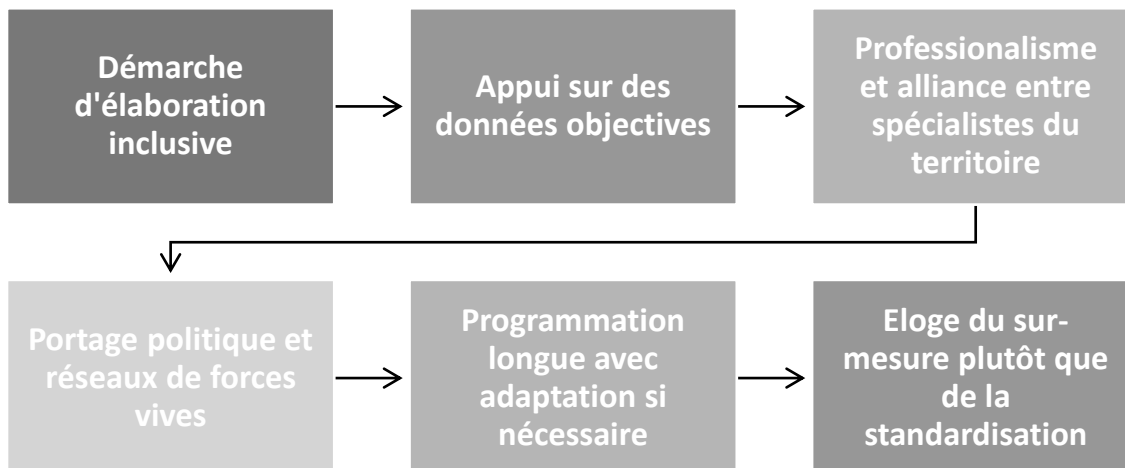 Démarche
d'élaboration
inclusive
Appui sur des
données objectives
Professionalisme
et alliance entre
spécialistes du
territoire
Portage politique et
réseaux de forces
vives
Programmation
longue avec
adaptation si
nécessaire
Eloge du sur-
mesure plutôt que
de la
standardisation